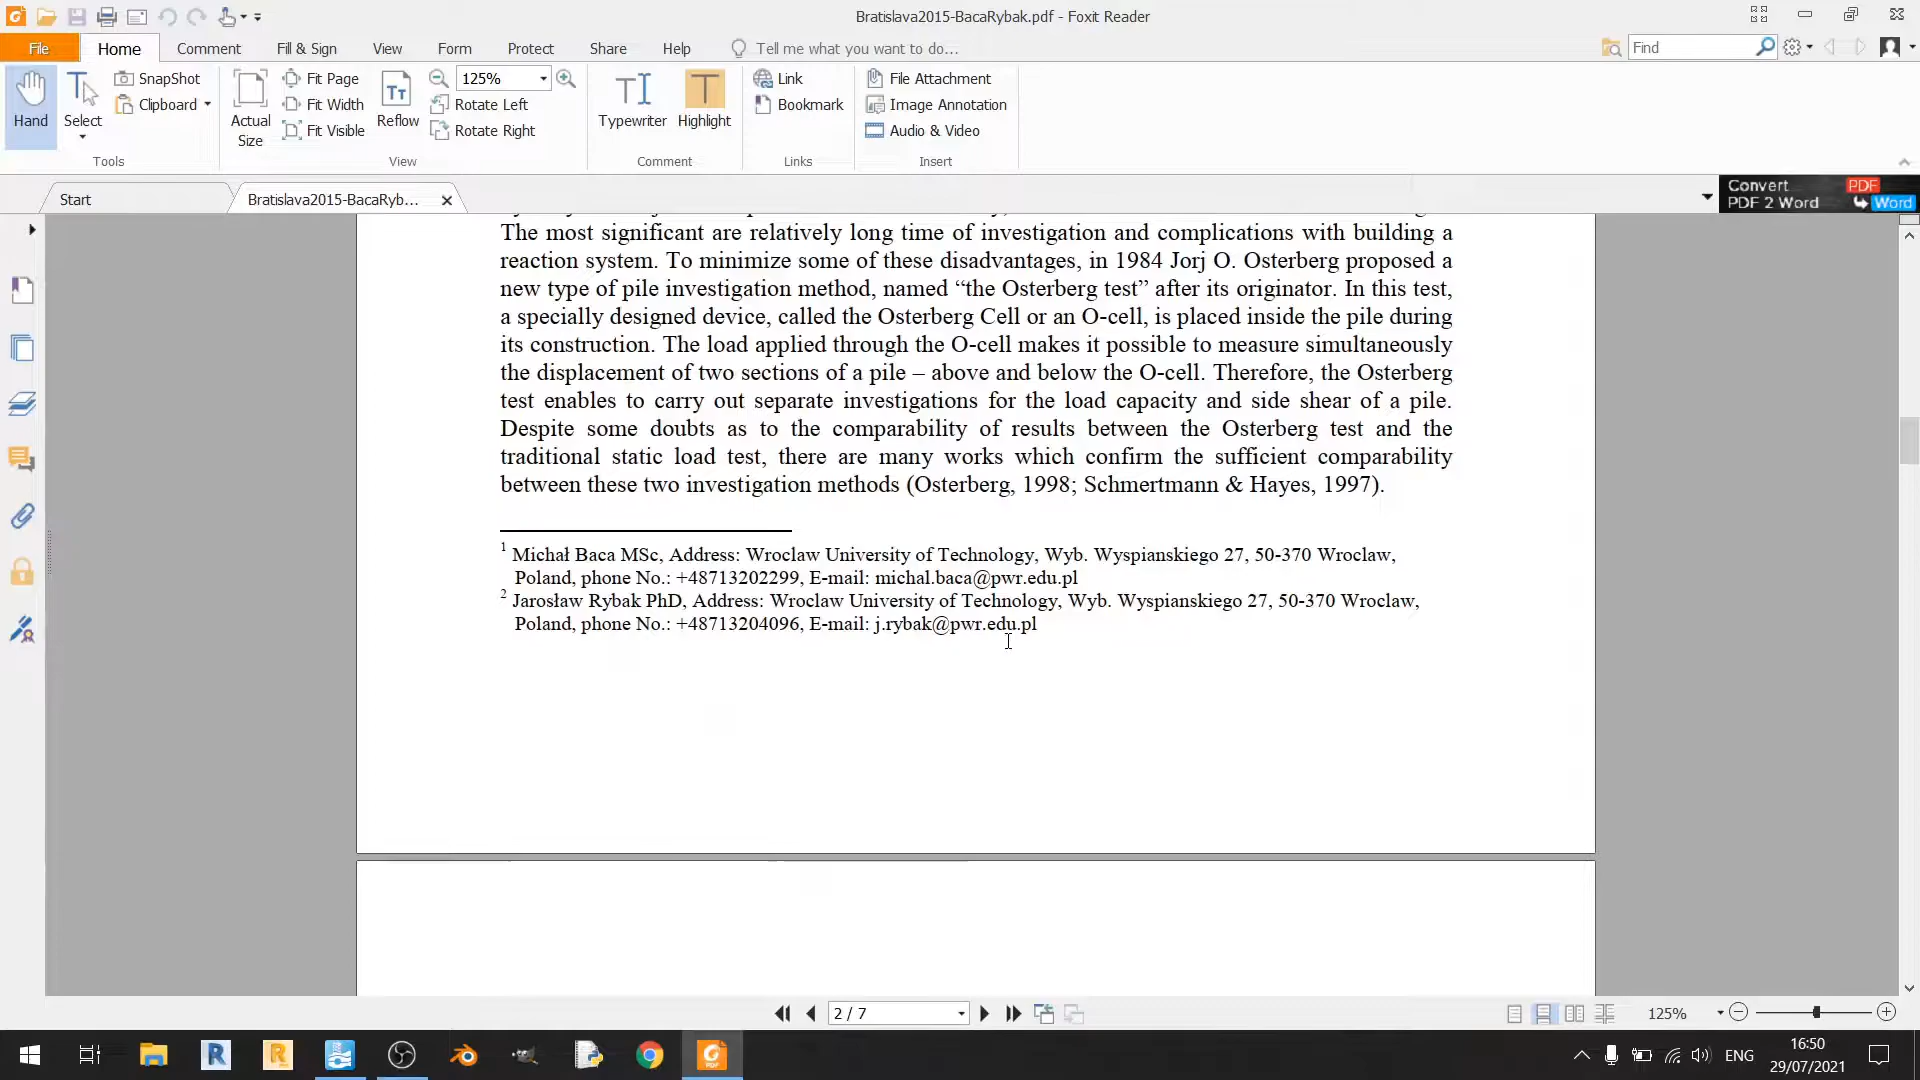 Bratislava2015-BacaRybak.pdf - Foxit Reader
File Home Comment Fill & Sign View Form Protect Share Help Tell me what you want to do... Find
Hand
Select
SnapShot
Clipboard
Tools
Actual
Size
Fit Page
Fit Width
Fit Visible
Reflow
125%
Rotate Left
Rotate Right
View
Typewriter
Highlight
Comment
Link
Bookmark
Links
File Attachment
Image Annotation
Audio & Video
Insert
Start
Bratislava2015-BacaRyb...
Convert PDF
PDF 2 Word Word
The most significant are relatively long time of investigation and complications with building a
reaction system. To minimize some of these disadvantages, in 1984 Jorj O. Osterberg proposed a
new type of pile investigation method, named “the Osterberg test” after its originator. In this test,
a specially designed device, called the Osterberg Cell or an O-cell, is placed inside the pile during
its construction. The load applied through the O-cell makes it possible to measure simultaneously
the displacement of two sections of a pile – above and below the O-cell. Therefore, the Osterberg
test enables to carry out separate investigations for the load capacity and side shear of a pile.
Despite some doubts as to the comparability of results between the Osterberg test and the
traditional static load test, there are many works which confirm the sufficient comparability
between these two investigation methods (Osterberg, 1998; Schmertmann & Hayes, 1997).
1 Michał Baca MSc, Address: Wroclaw University of Technology, Wyb. Wyspianskiego 27, 50-370 Wroclaw,
Poland, phone No.: +48713202299, E-mail: michal.baca@pwr.edu.pl
2 Jarosław Rybak PhD, Address: Wroclaw University of Technology, Wyb. Wyspianskiego 27, 50-370 Wroclaw,
Poland, phone No.: +48713204096, E-mail: j.rybak@pwr.edu.pl
2 / 7
125%
ENG
16:50
29/07/2021